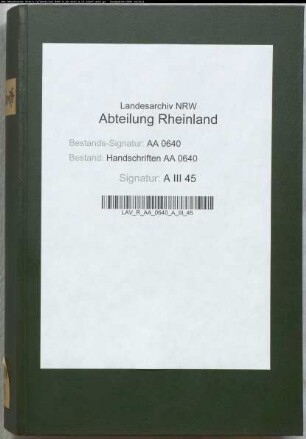 Landesarchiv NRW
Abteilung Rheinland
Bestands-Signatur: AA 0640
Bestand: Handschriften AA 0640
Signatur: A III 45
LAV_R_AA_0640_A_III_45